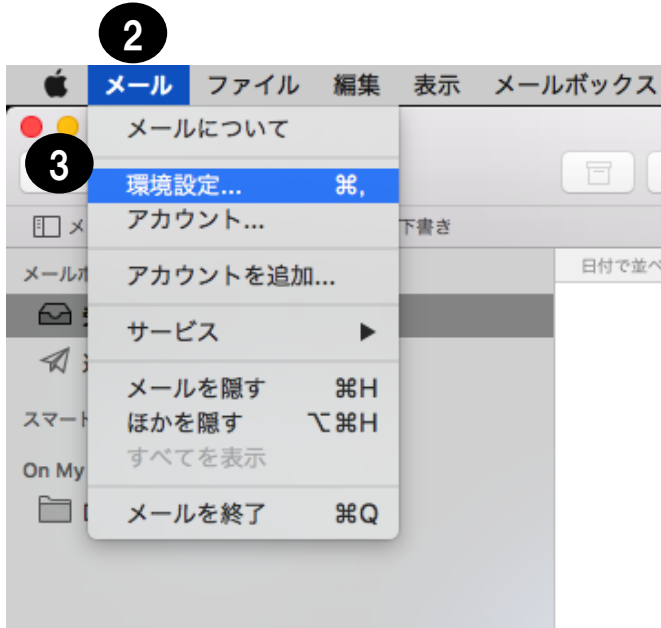 2
メール ファイル 編集 表示 メールボックス
メールについて
3
環境設定... ⌘,
アカウント...
下書き
アカウントを追加...
日付で並べ
メールボ
サービス ▶
メールを隠す ⌘H
スマート
ほかを隠す ⌥⌘H
すべてを表示
On My
メールを終了 ⌘Q